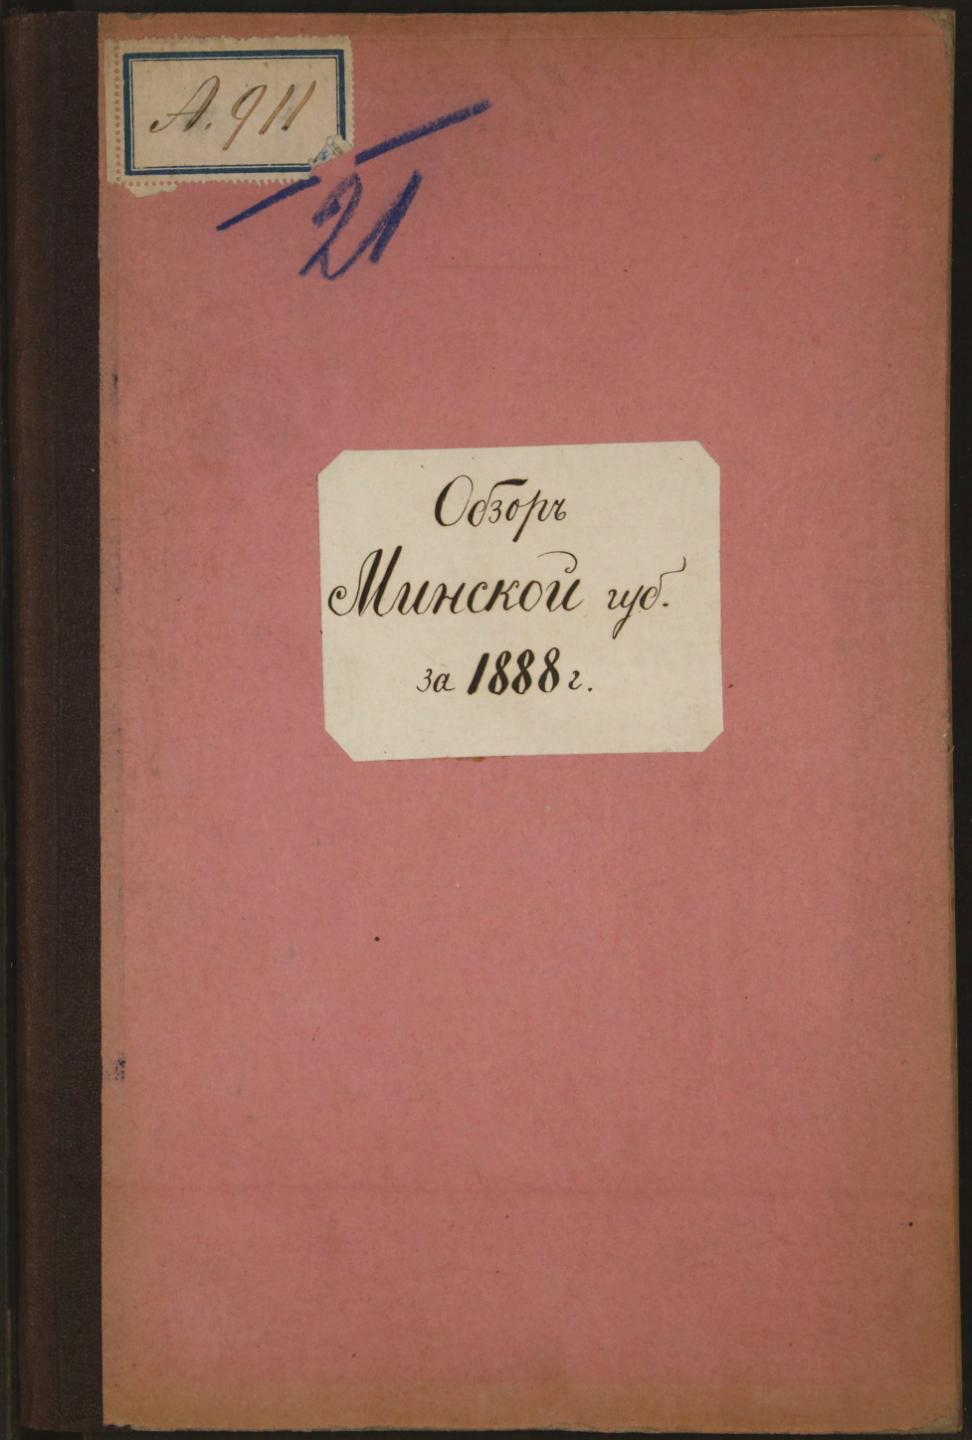 А. 911
21
Обзоръ
Минской губ.
за 1888 г.